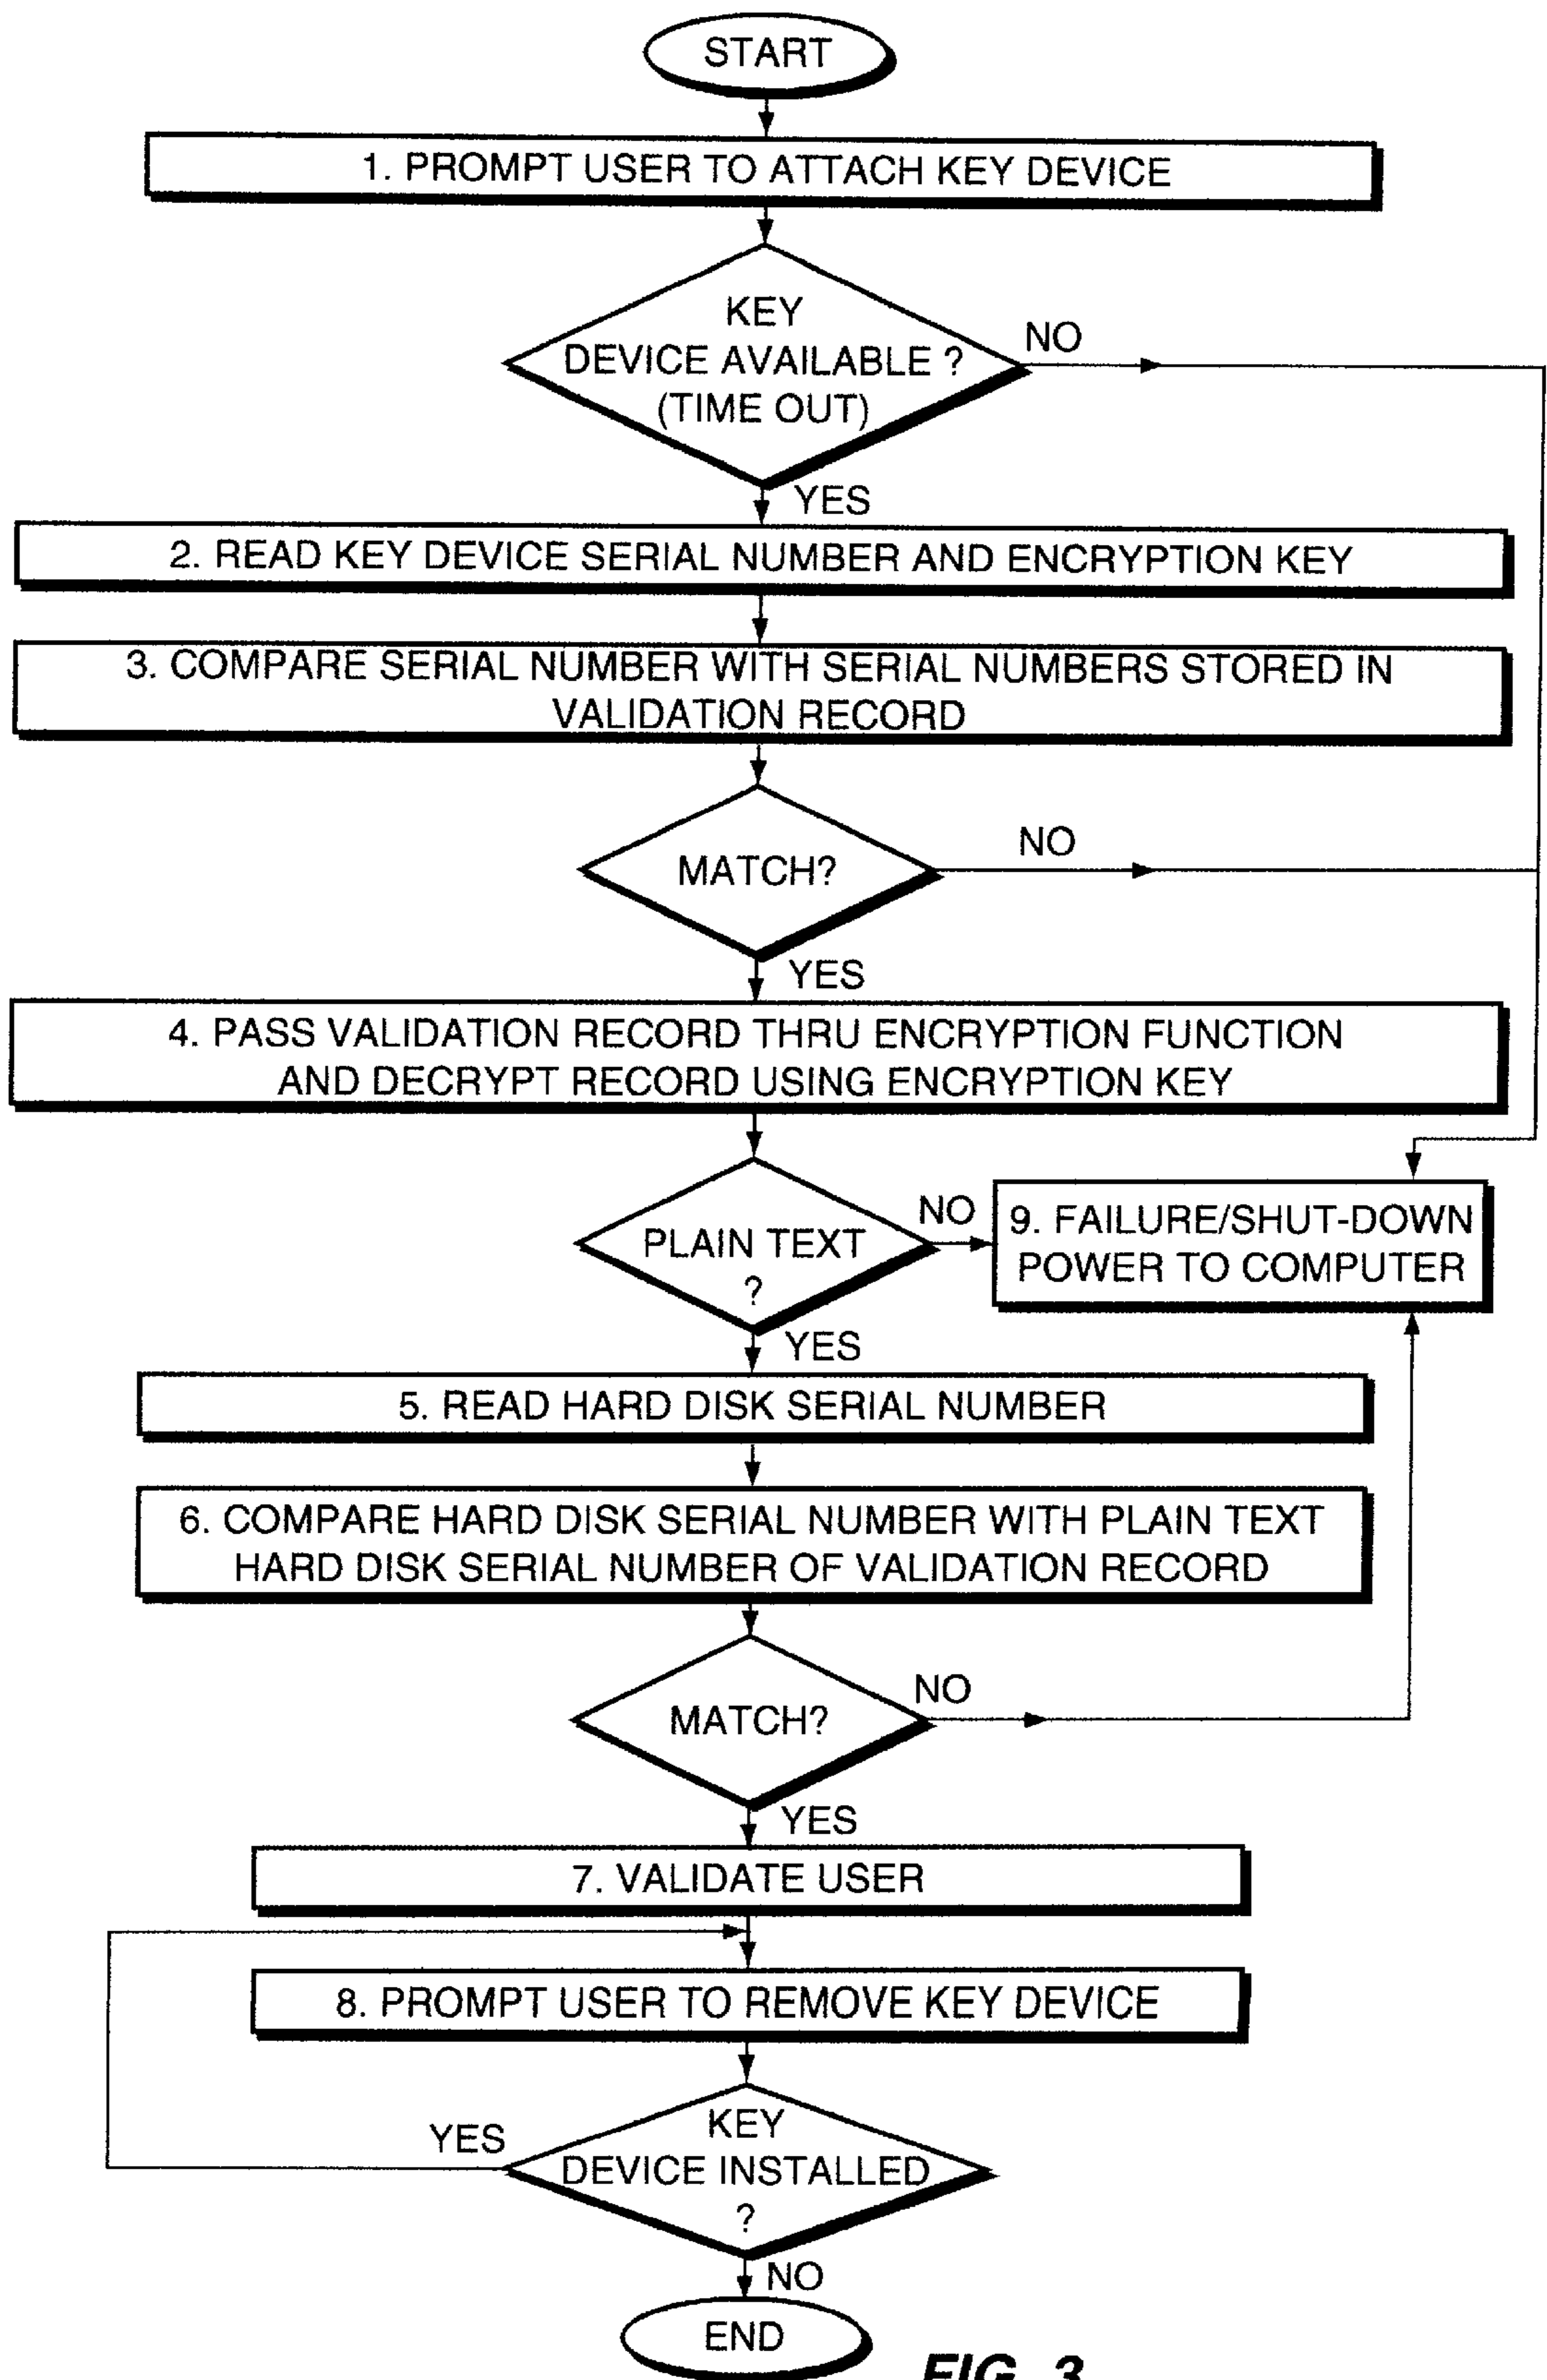 START
1. PROMPT USER TO ATTACH KEY DEVICE
KEY
DEVICE AVAILABLE ?
(TIME OUT)
NO
YES
2. READ KEY DEVICE SERIAL NUMBER AND ENCRYPTION KEY
3. COMPARE SERIAL NUMBER WITH SERIAL NUMBERS STORED IN
VALIDATION RECORD
MATCH?
NO
YES
4. PASS VALIDATION RECORD THRU ENCRYPTION FUNCTION
AND DECRYPT RECORD USING ENCRYPTION KEY
PLAIN TEXT
?
NO
9. FAILURE/SHUT-DOWN
POWER TO COMPUTER
YES
5. READ HARD DISK SERIAL NUMBER
6. COMPARE HARD DISK SERIAL NUMBER WITH PLAIN TEXT
HARD DISK SERIAL NUMBER OF VALIDATION RECORD
MATCH?
NO
YES
7. VALIDATE USER
8. PROMPT USER TO REMOVE KEY DEVICE
YES
KEY
DEVICE INSTALLED
?
NO
END
FIG. 3